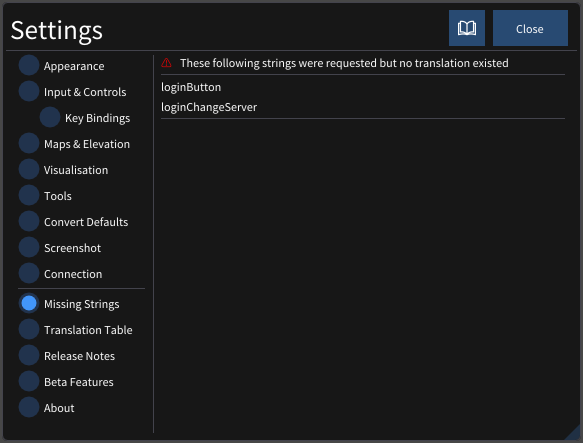 Settings
Close
Appearance
Input & Controls
Key Bindings
Maps & Elevation
Visualisation
Tools
Convert Defaults
Screenshot
Connection
Missing Strings
Translation Table
Release Notes
Beta Features
About
These following strings were requested but no translation existed
loginButton
loginChangeServer